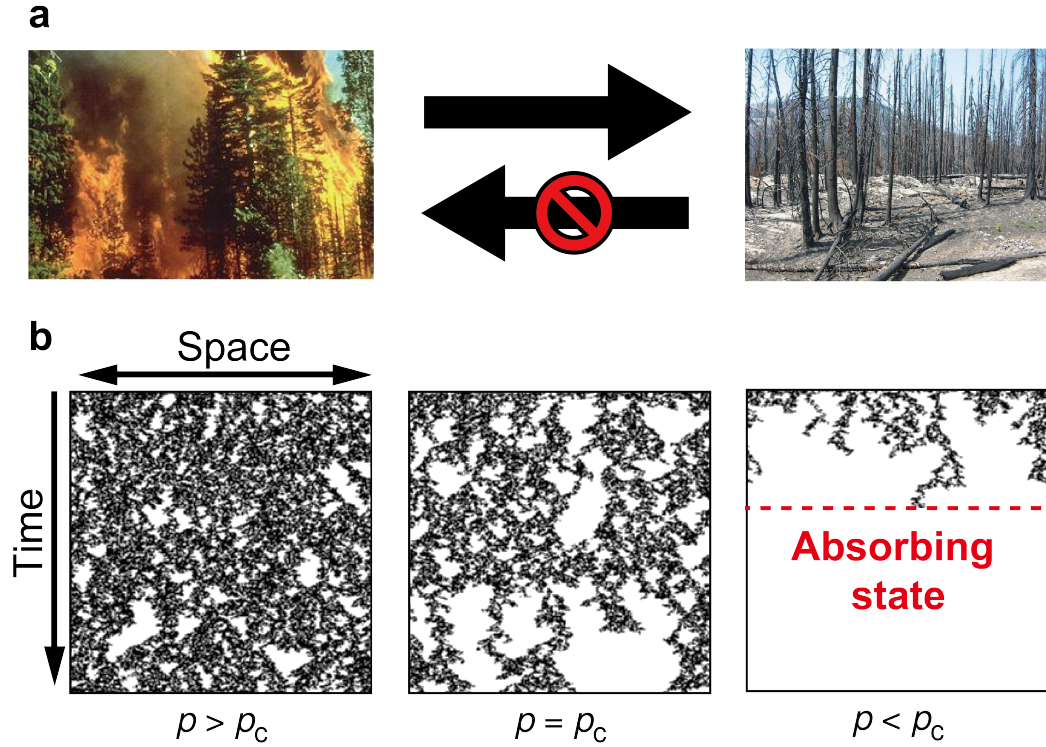 a
b
Space
Time
Absorbing
state
p > pc
p = pc
p < pc